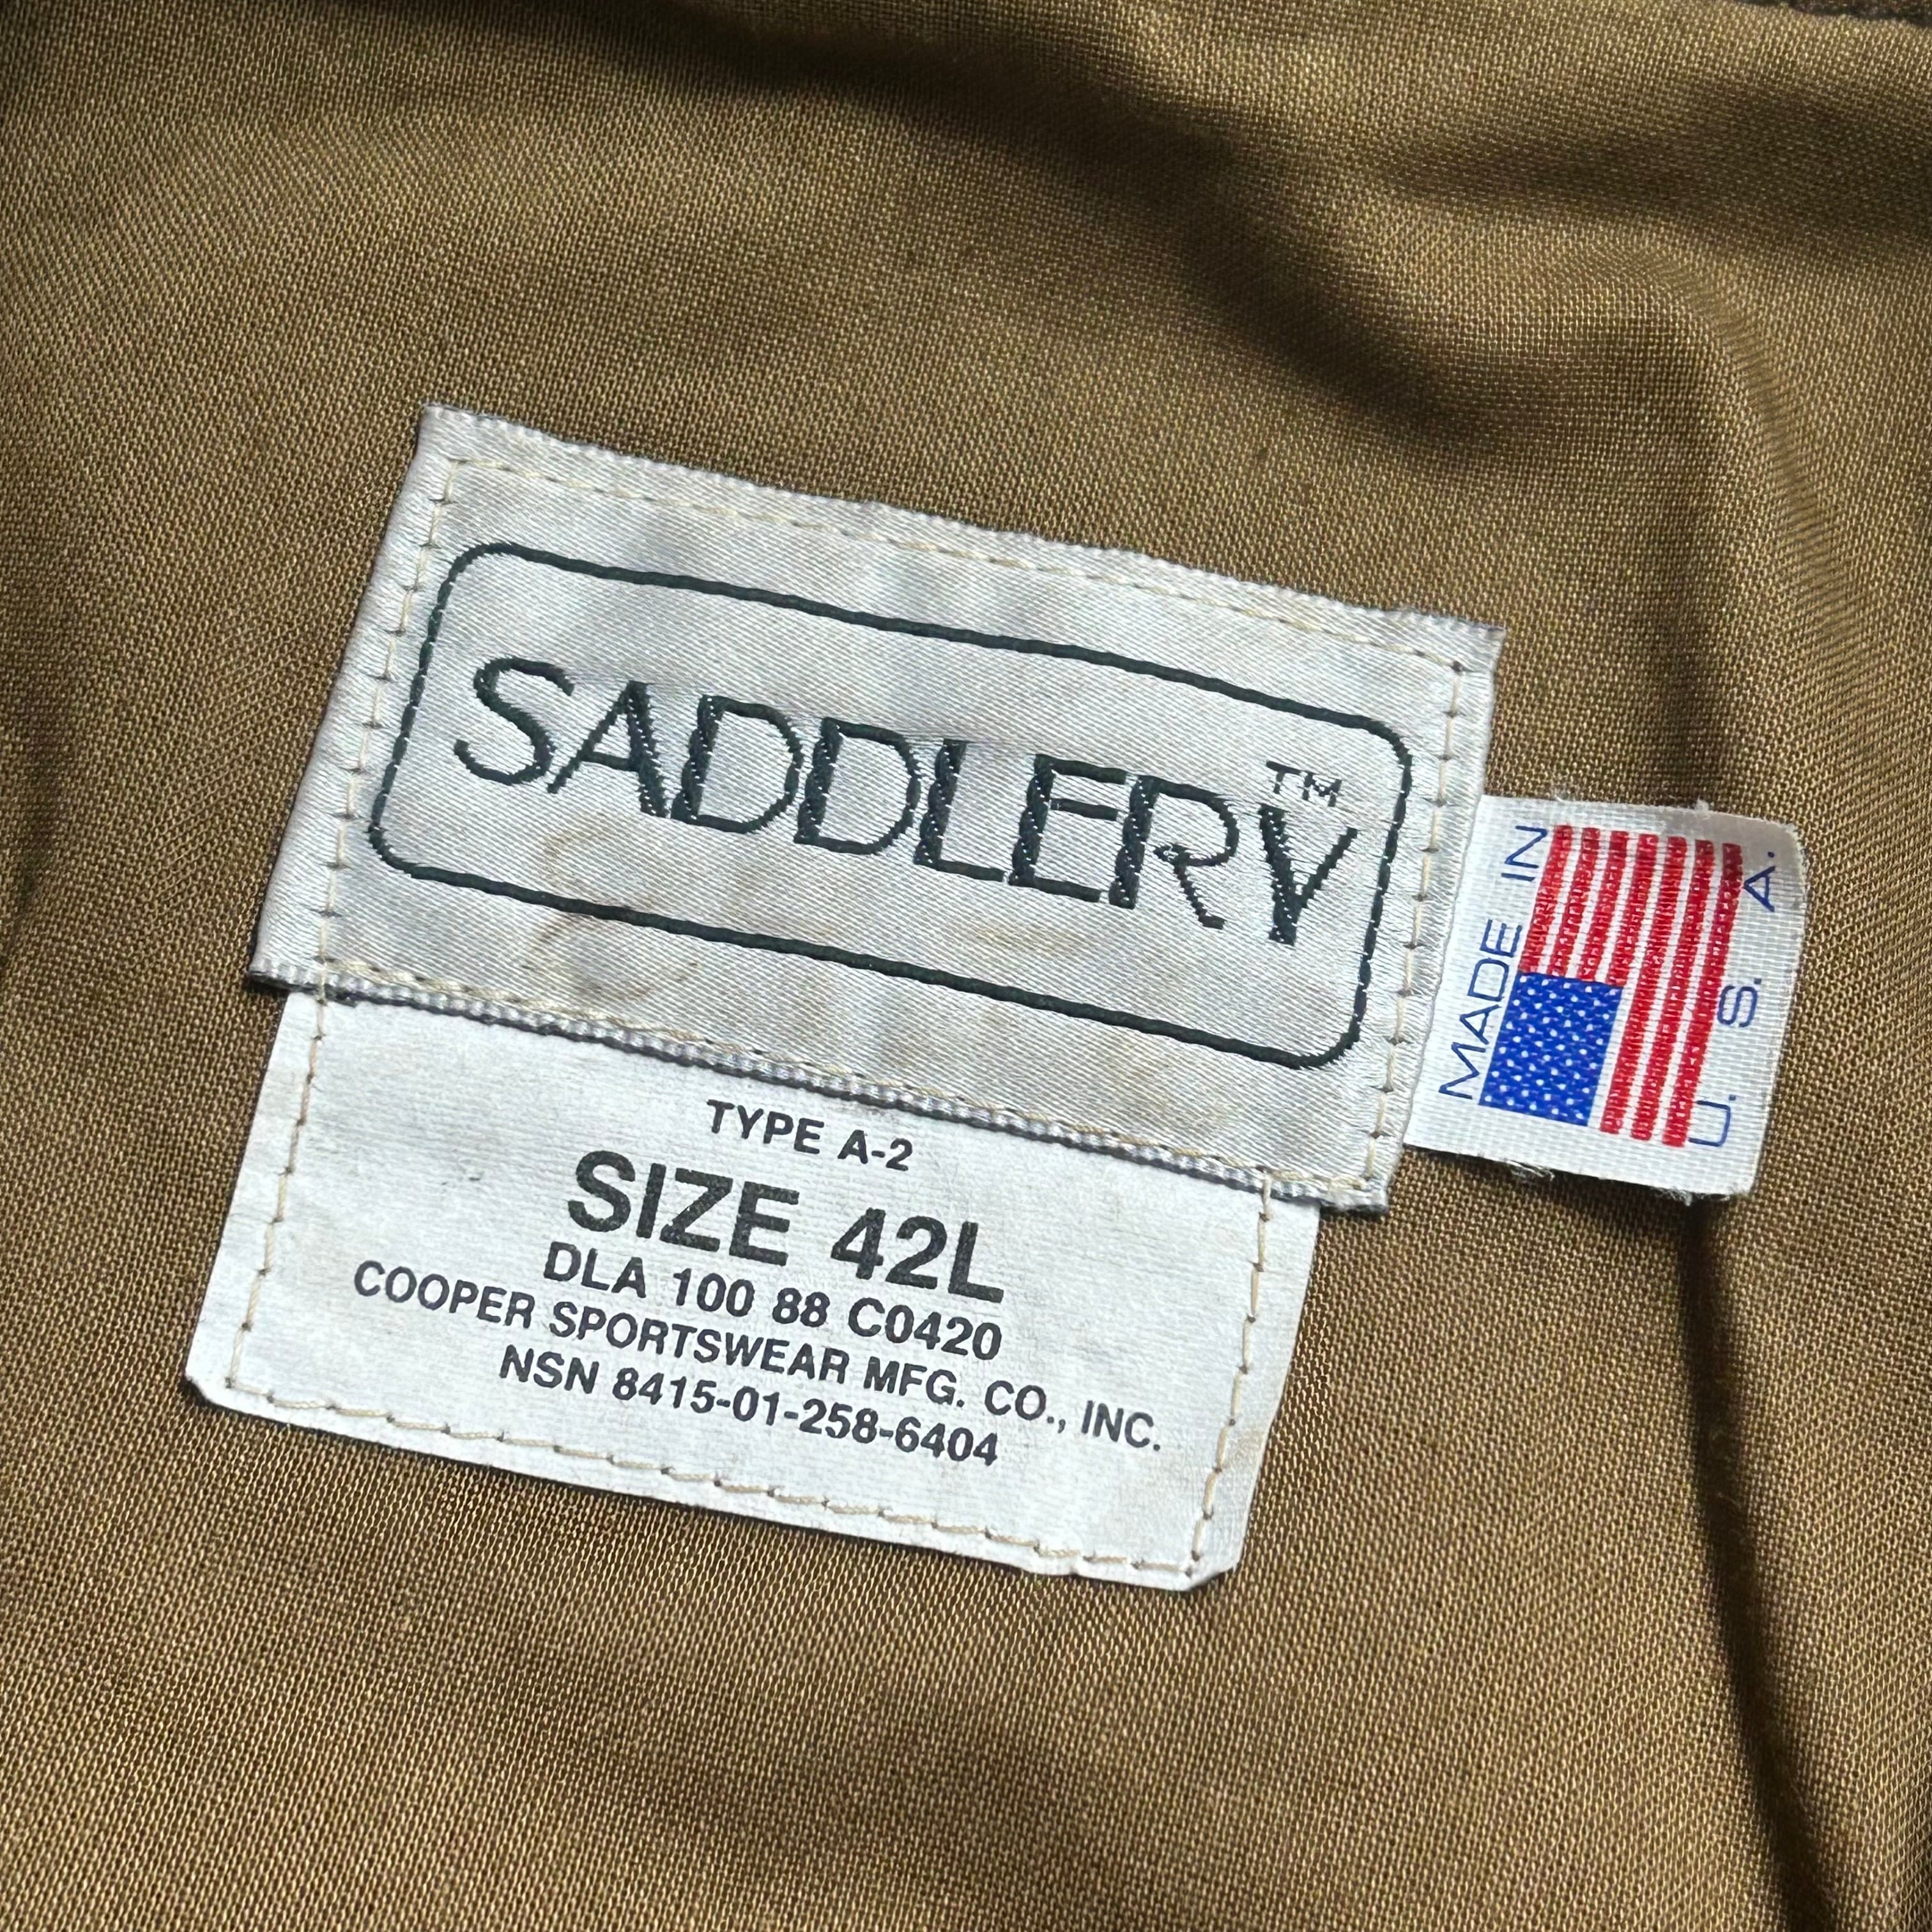 SADDLERY™
MADE IN
U. S. A.
TYPE A-2
SIZE 42L
DLA 100 88 C0420
COOPER SPORTSWEAR MFG. CO., INC.
NSN 8415-01-258-6404